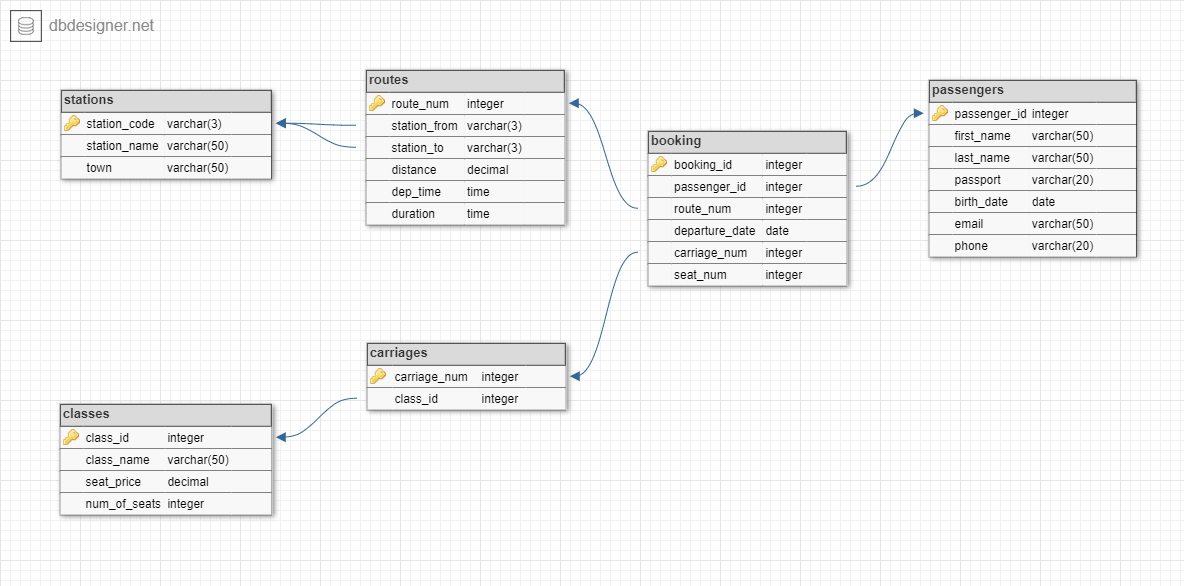 dbdesigner.net
stations
station_code varchar(3)
station_name varchar(50)
town varchar(50)
routes
route_num integer
station_from varchar(3)
station_to varchar(3)
distance decimal
dep_time time
duration time
booking
booking_id integer
passenger_id integer
route_num integer
departure_date date
carriage_num integer
seat_num integer
passengers
passenger_id integer
first_name varchar(50)
last_name varchar(50)
passport varchar(20)
birth_date date
email varchar(50)
phone varchar(20)
carriages
carriage_num integer
class_id integer
classes
class_id integer
class_name varchar(50)
seat_price decimal
num_of_seats integer